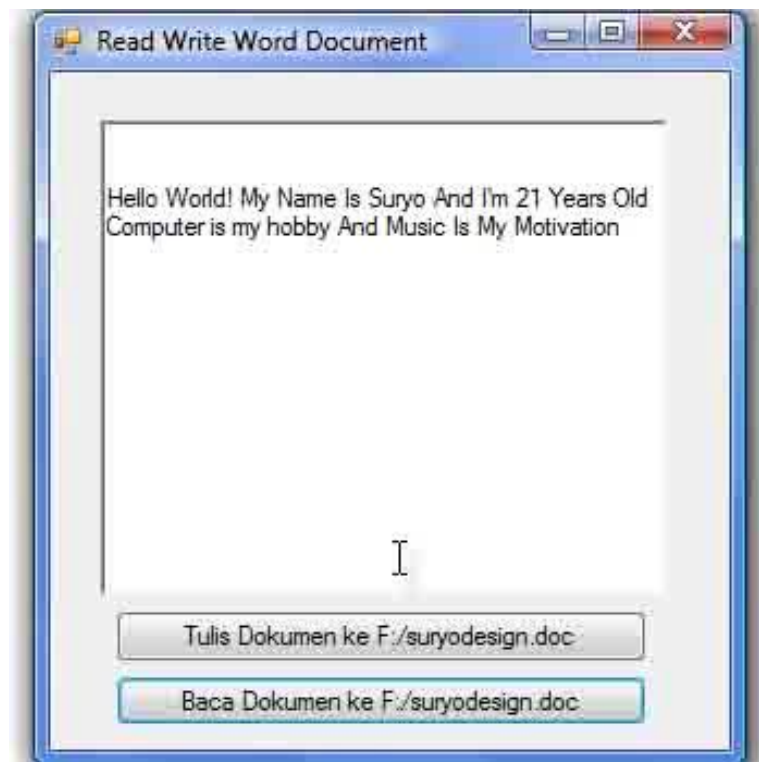 Read Write Word Document
Hello World! My Name Is Suryo And I'm 21 Years Old
Computer is my hobby And Music Is My Motivation
Tulis Dokumen ke F:/suryodesign.doc
Baca Dokumen ke F:/suryodesign.doc